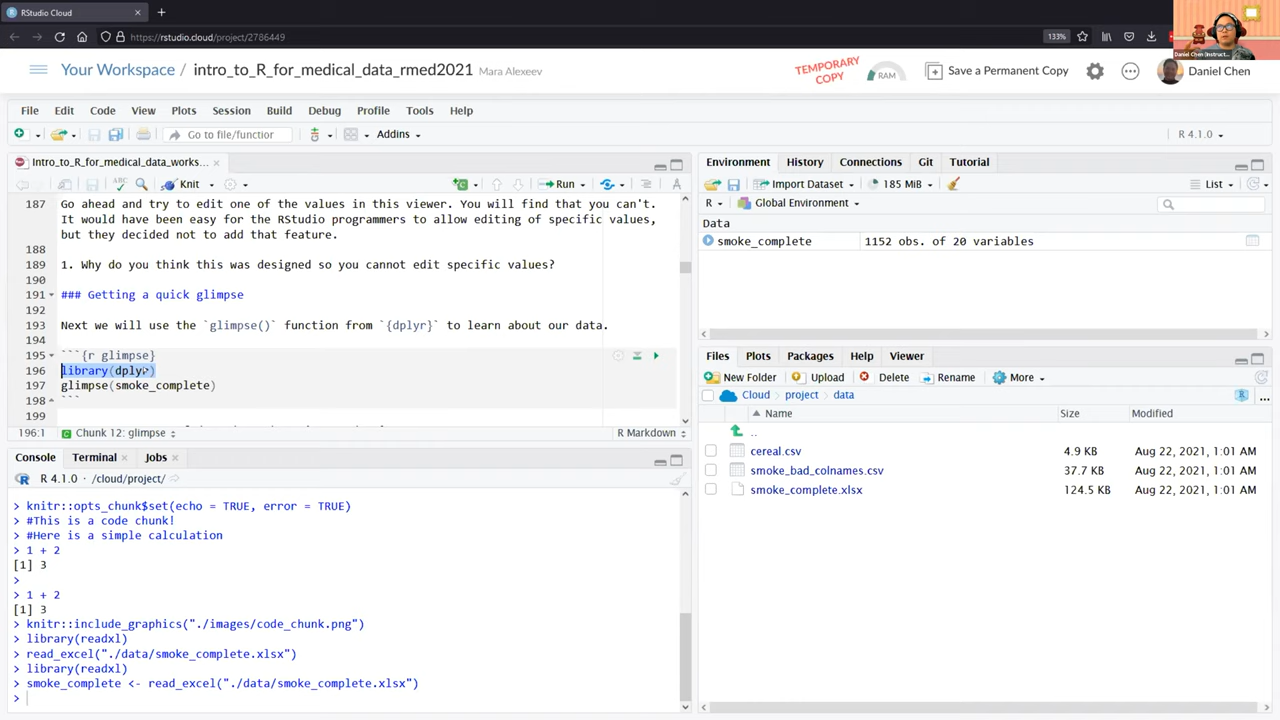 RStudio Cloud
https://rstudio.cloud/project/2786449
133%
Daniel Chen (Instruct...
Your Workspace / intro_to_R_for_medical_data_rmed2021 Mara Alexeev
TEMPORARY COPY
RAM
Save a Permanent Copy
Daniel Chen
File Edit Code View Plots Session Build Debug Profile Tools Help
Go to file/function
Addins
R 4.1.0
Intro_to_R_for_medical_data_works...
Knit
Run
187 Go ahead and try to edit one of the values in this viewer. You will find that you can't.
It would have been easy for the RStudio programmers to allow editing of specific values,
but they decided not to add that feature.
188
189 1. Why do you think this was designed so you cannot edit specific values?
190
191 ### Getting a quick glimpse
192
193 Next we will use the `glimpse()` function from `{dplyr}` to learn about our data.
194
195 ```{r glimpse}
196 library(dplyr)
197 glimpse(smoke_complete)
198 ```
199
196:1 Chunk 12: glimpse R Markdown
Console Terminal Jobs
R 4.1.0 · /cloud/project/
> knitr::opts_chunk$set(echo = TRUE, error = TRUE)
> #This is a code chunk!
> #Here is a simple calculation
> 1 + 2
[1] 3
>
> 1 + 2
[1] 3
> knitr::include_graphics("./images/code_chunk.png")
> library(readxl)
> read_excel("./data/smoke_complete.xlsx")
> library(readxl)
> smoke_complete <- read_excel("./data/smoke_complete.xlsx")
>
Environment History Connections Git Tutorial
Import Dataset 185 MiB List
R Global Environment
Data
smoke_complete 1152 obs. of 20 variables
Files Plots Packages Help Viewer
New Folder Upload Delete Rename More
Cloud project data
Name Size Modified
..
cereal.csv 4.9 KB Aug 22, 2021, 1:01 AM
smoke_bad_colnames.csv 37.7 KB Aug 22, 2021, 1:01 AM
smoke_complete.xlsx 124.5 KB Aug 22, 2021, 1:01 AM